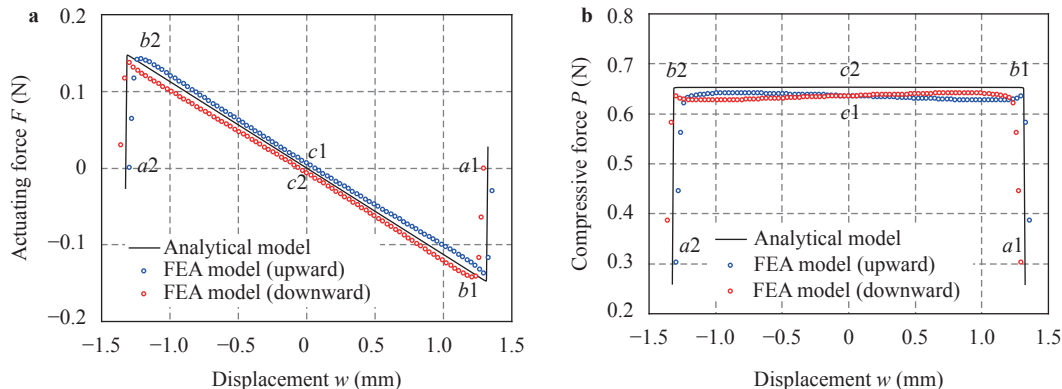 a
0.2
0.1
0
−0.1
−0.2
Actuating force F (N)
b2
a2
c1
c2
a1
b1
Analytical model
FEA model (upward)
FEA model (downward)
−1.5
−1.0
−0.5
0
0.5
1.0
1.5
Displacement w (mm)
b
0.8
0.7
0.6
0.5
0.4
0.3
0.2
Compressive force P (N)
b2
c2
b1
c1
a2
a1
Analytical model
FEA model (upward)
FEA model (downward)
−1.5
−1.0
−0.5
0
0.5
1.0
1.5
Displacement w (mm)